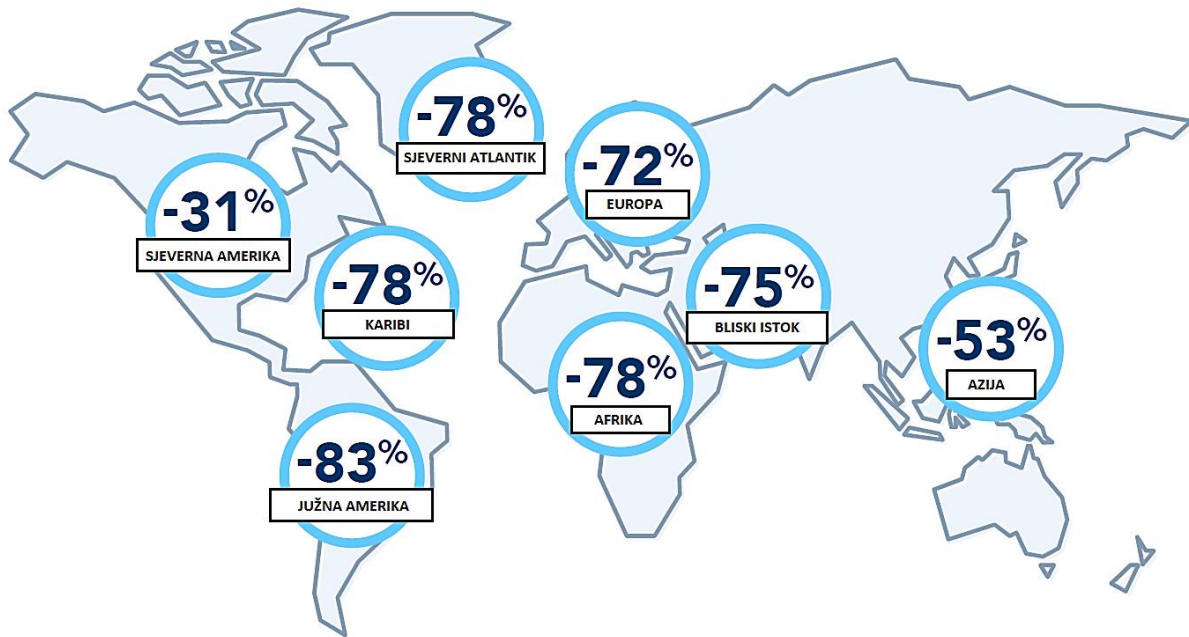 -78%
SJEVERNI ATLANTIK
-72%
EUROPA
-31%
SJEVERNA AMERIKA
-78%
KARIBI
-75%
BLISKI ISTOK
-53%
AZIJA
-78%
AFRIKA
-83%
JUŽNA AMERIKA